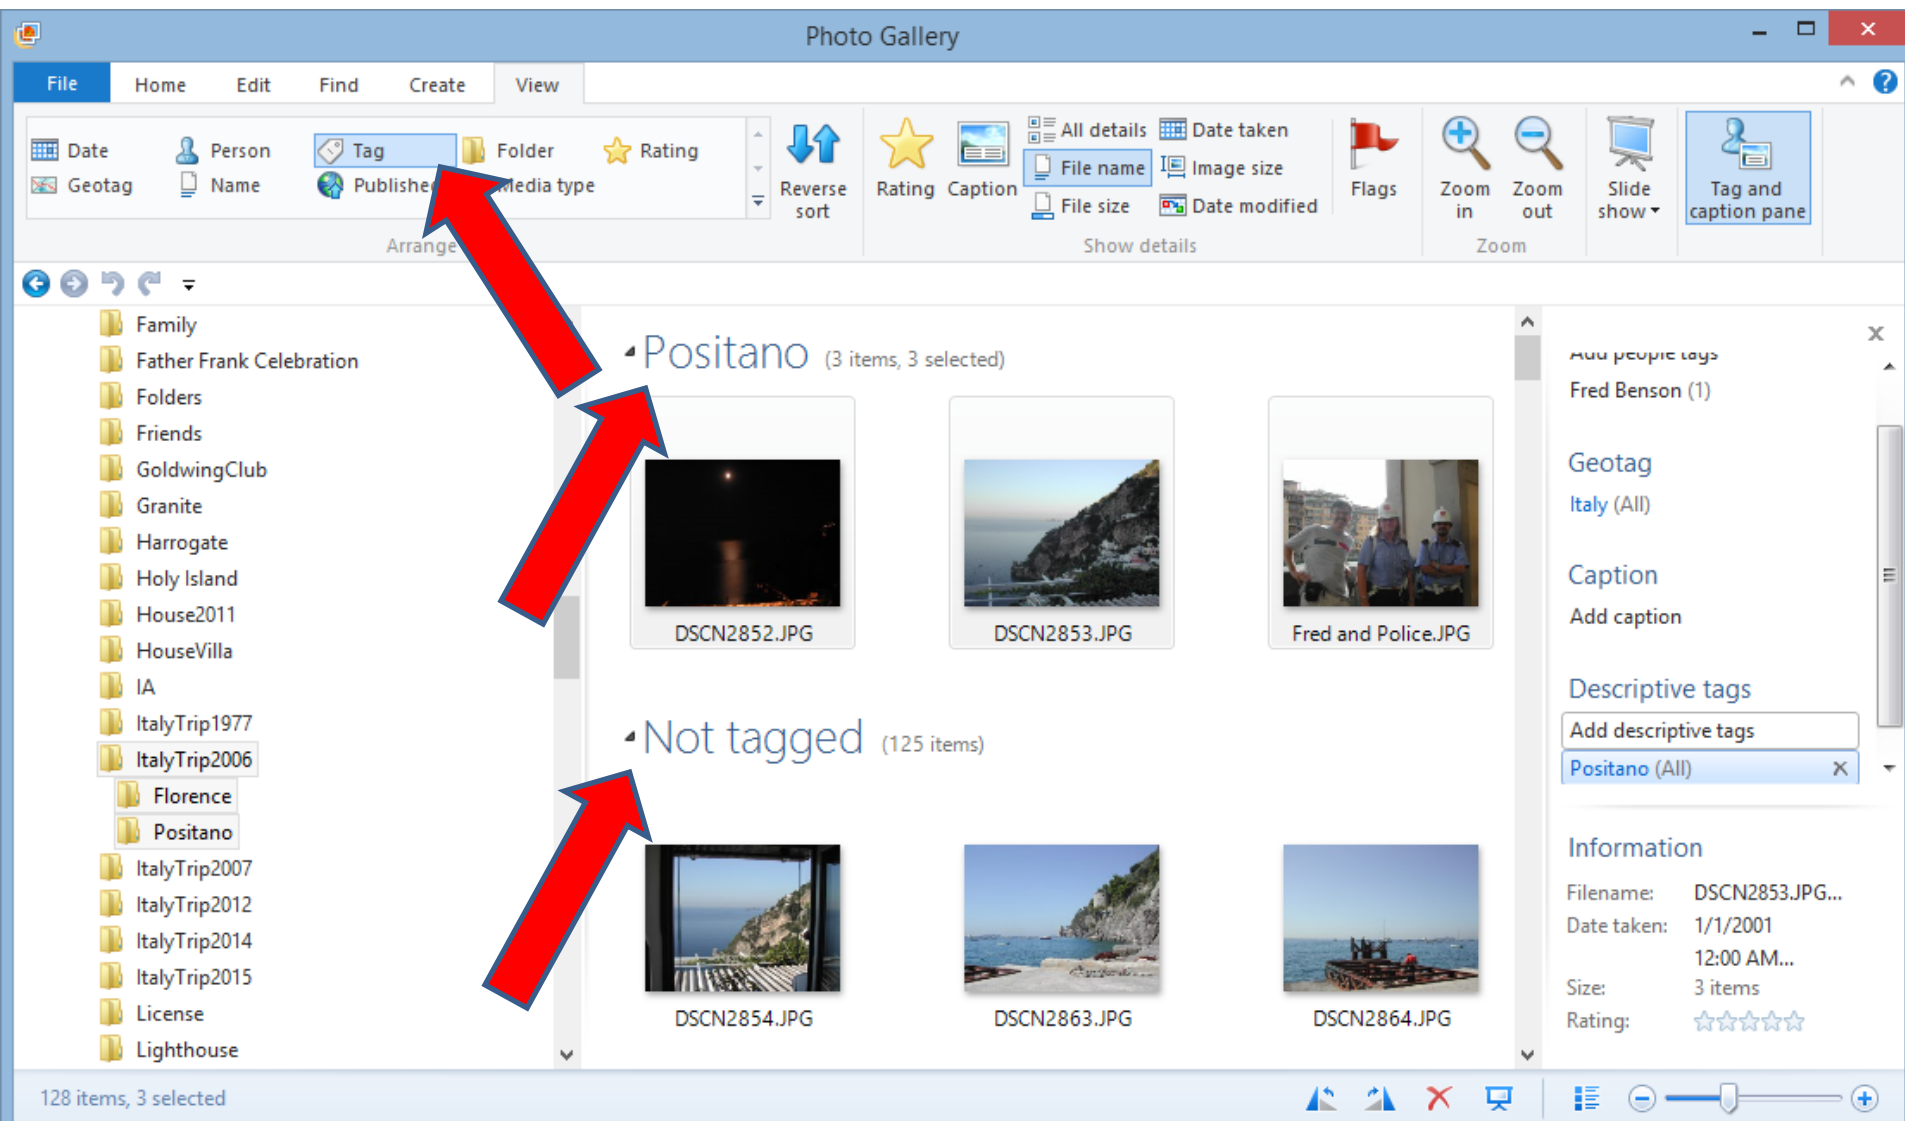 Photo Gallery
File Home Edit Find Create View
Date Person Tag Folder Rating
Geotag Name Published Media type
Arrange
Reverse sort
Rating Caption
All details Date taken
File name Image size
File size Date modified
Show details
Flags
Zoom in
Zoom out
Zoom
Slide show
Tag and caption pane
Family
Father Frank Celebration
Folders
Friends
GoldwingClub
Granite
Harrogate
Holy Island
House2011
HouseVilla
IA
ItalyTrip1977
ItalyTrip2006
Florence
Positano
ItalyTrip2007
ItalyTrip2012
ItalyTrip2014
ItalyTrip2015
License
Lighthouse
Positano (3 items, 3 selected)
DSCN2852.JPG DSCN2853.JPG Fred and Police.JPG
Not tagged (125 items)
DSCN2854.JPG DSCN2863.JPG DSCN2864.JPG
Add people tags
Fred Benson (1)
Geotag
Italy (All)
Caption
Add caption
Descriptive tags
Add descriptive tags
Positano (All)
Information
Filename: DSCN2853.JPG...
Date taken: 1/1/2001
12:00 AM...
Size: 3 items
Rating:
128 items, 3 selected